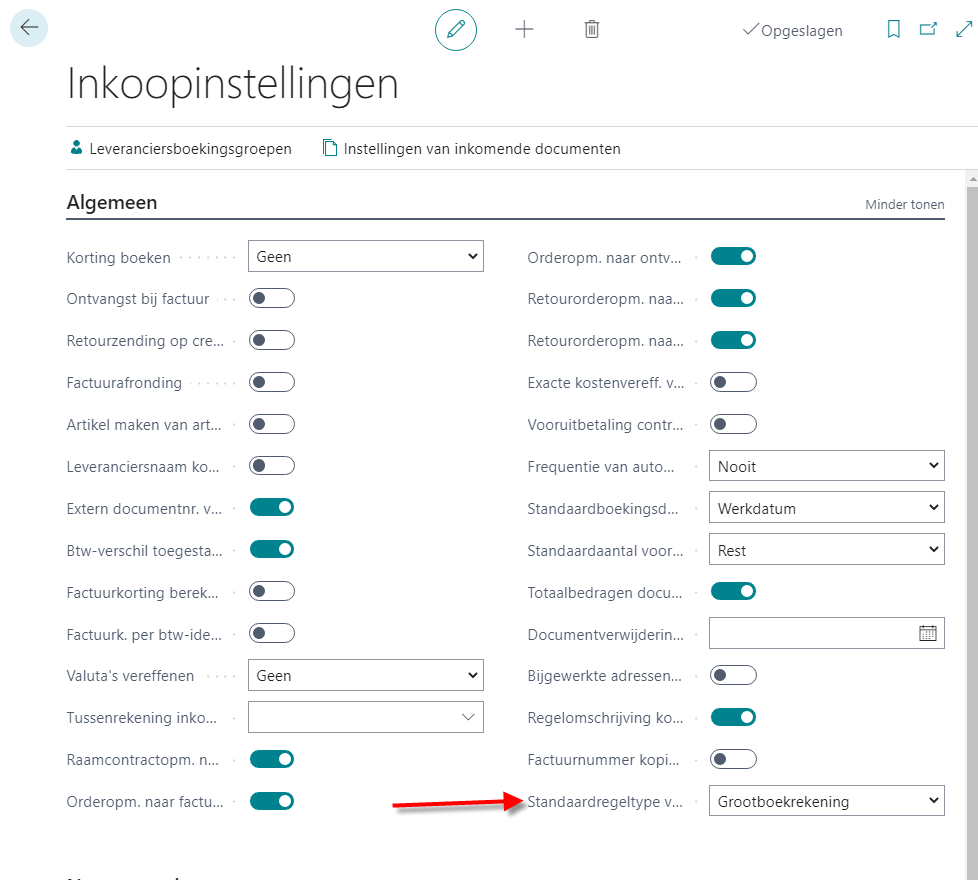 Opgeslagen
Inkoopinstellingen
Leveranciersboekingsgroepen Instellingen van inkomende documenten
Algemeen Minder tonen
Korting boeken Geen
Ontvangst bij factuur
Retourzending op cre...
Factuurafronding
Artikel maken van art...
Leveranciersnaam ko...
Extern documentnr. v...
Btw-verschil toegesta...
Factuurkorting berek...
Factuurk. per btw-ide...
Valuta's vereffenen Geen
Tussenrekening inko...
Raamcontractopm. n...
Orderopm. naar factu...
Orderopm. naar ontv...
Retourorderopm. naa...
Retourorderopm. naa...
Exacte kostenvereff. v...
Vooruitbetaling contr...
Frequentie van auto... Nooit
Standaardboekingsd... Werkdatum
Standaardaantal voor... Rest
Totaalbedragen docu...
Documentverwijderin...
Bijgewerkte adressen...
Regelomschrijving ko...
Factuurnummer kopi...
Standaardregeltype v... Grootboekrekening